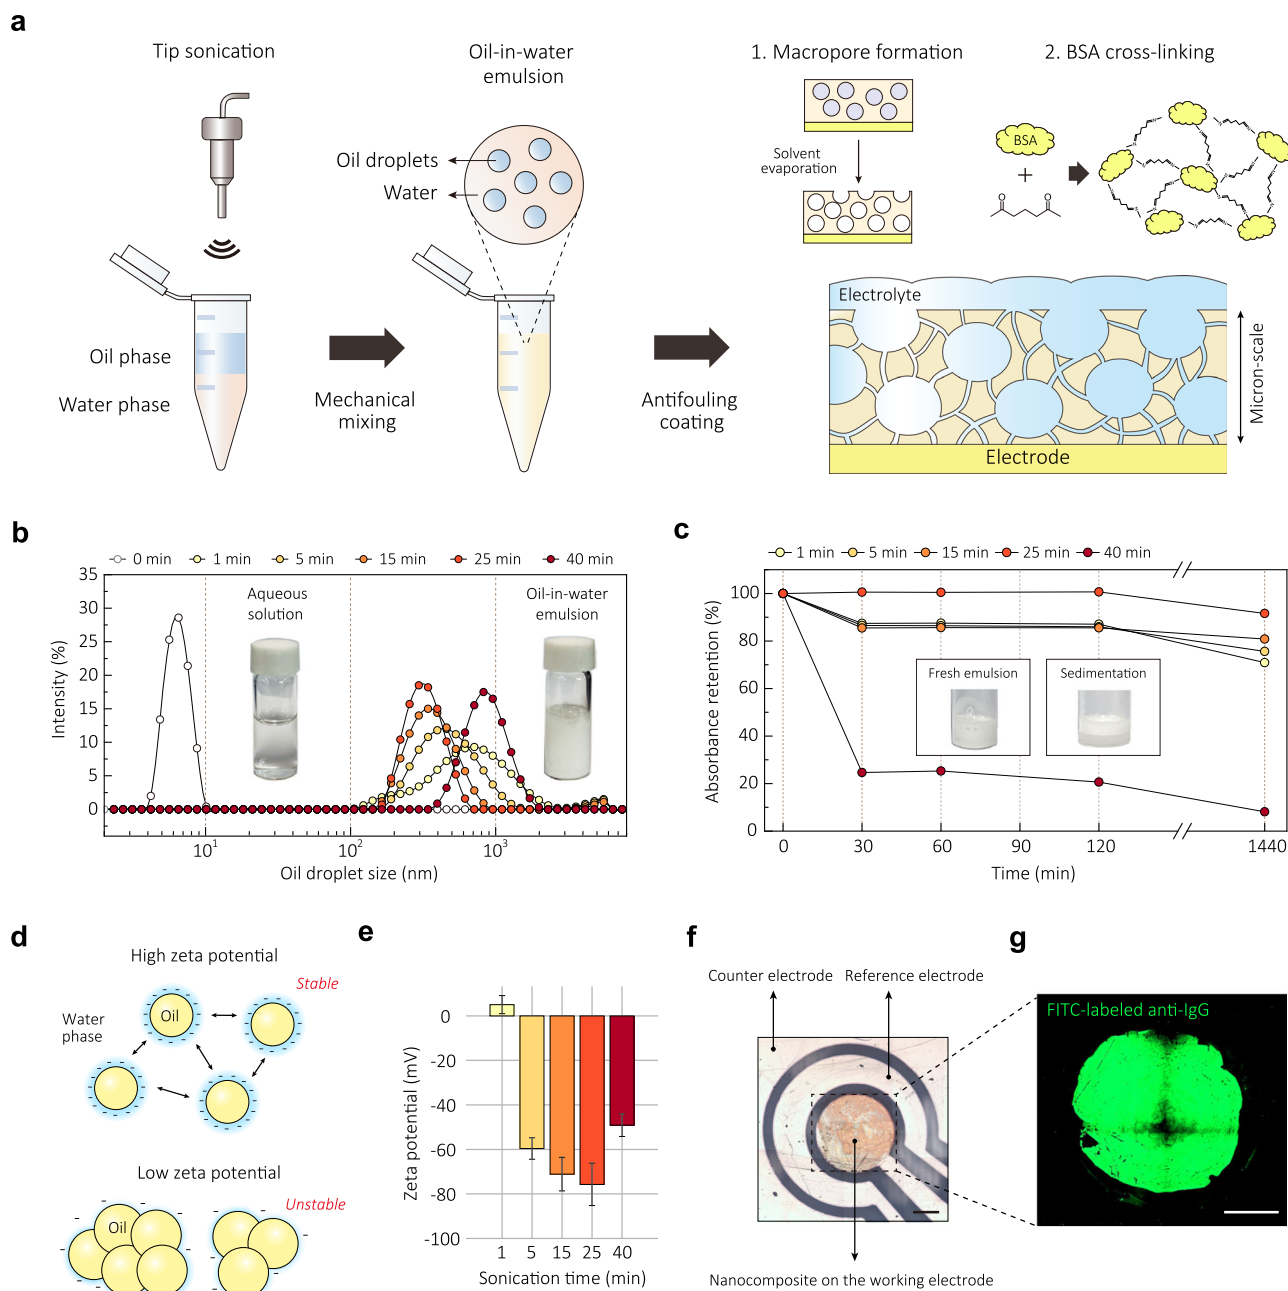 a
Tip sonication
Oil-in-water
emulsion
1. Macropore formation
2. BSA cross-linking
Oil droplets
Water
Solvent
evaporation
BSA
+
O
O
Oil phase
Water phase
Mechanical
mixing
Antifouling
coating
Electrolyte
Micron-scale
Electrode
b
0 min
1 min
5 min
15 min
25 min
40 min
Intensity (%)
35
30
25
20
15
10
5
0
Aqueous
solution
Oil-in-water
emulsion
10¹
10²
10³
Oil droplet size (nm)
c
1 min
5 min
15 min
25 min
40 min
Absorbance retention (%)
100
80
60
40
20
0
Fresh emulsion
Sedimentation
0
30
60
90
120
1440
Time (min)
d
High zeta potential
Stable
Water
phase
Oil
Low zeta potential
Unstable
Oil
e
Zeta potential (mV)
0
-20
-40
-60
-80
-100
1
5
15
25
40
Sonication time (min)
f
Counter electrode
Reference electrode
Nanocomposite on the working electrode
g
FITC-labeled anti-IgG